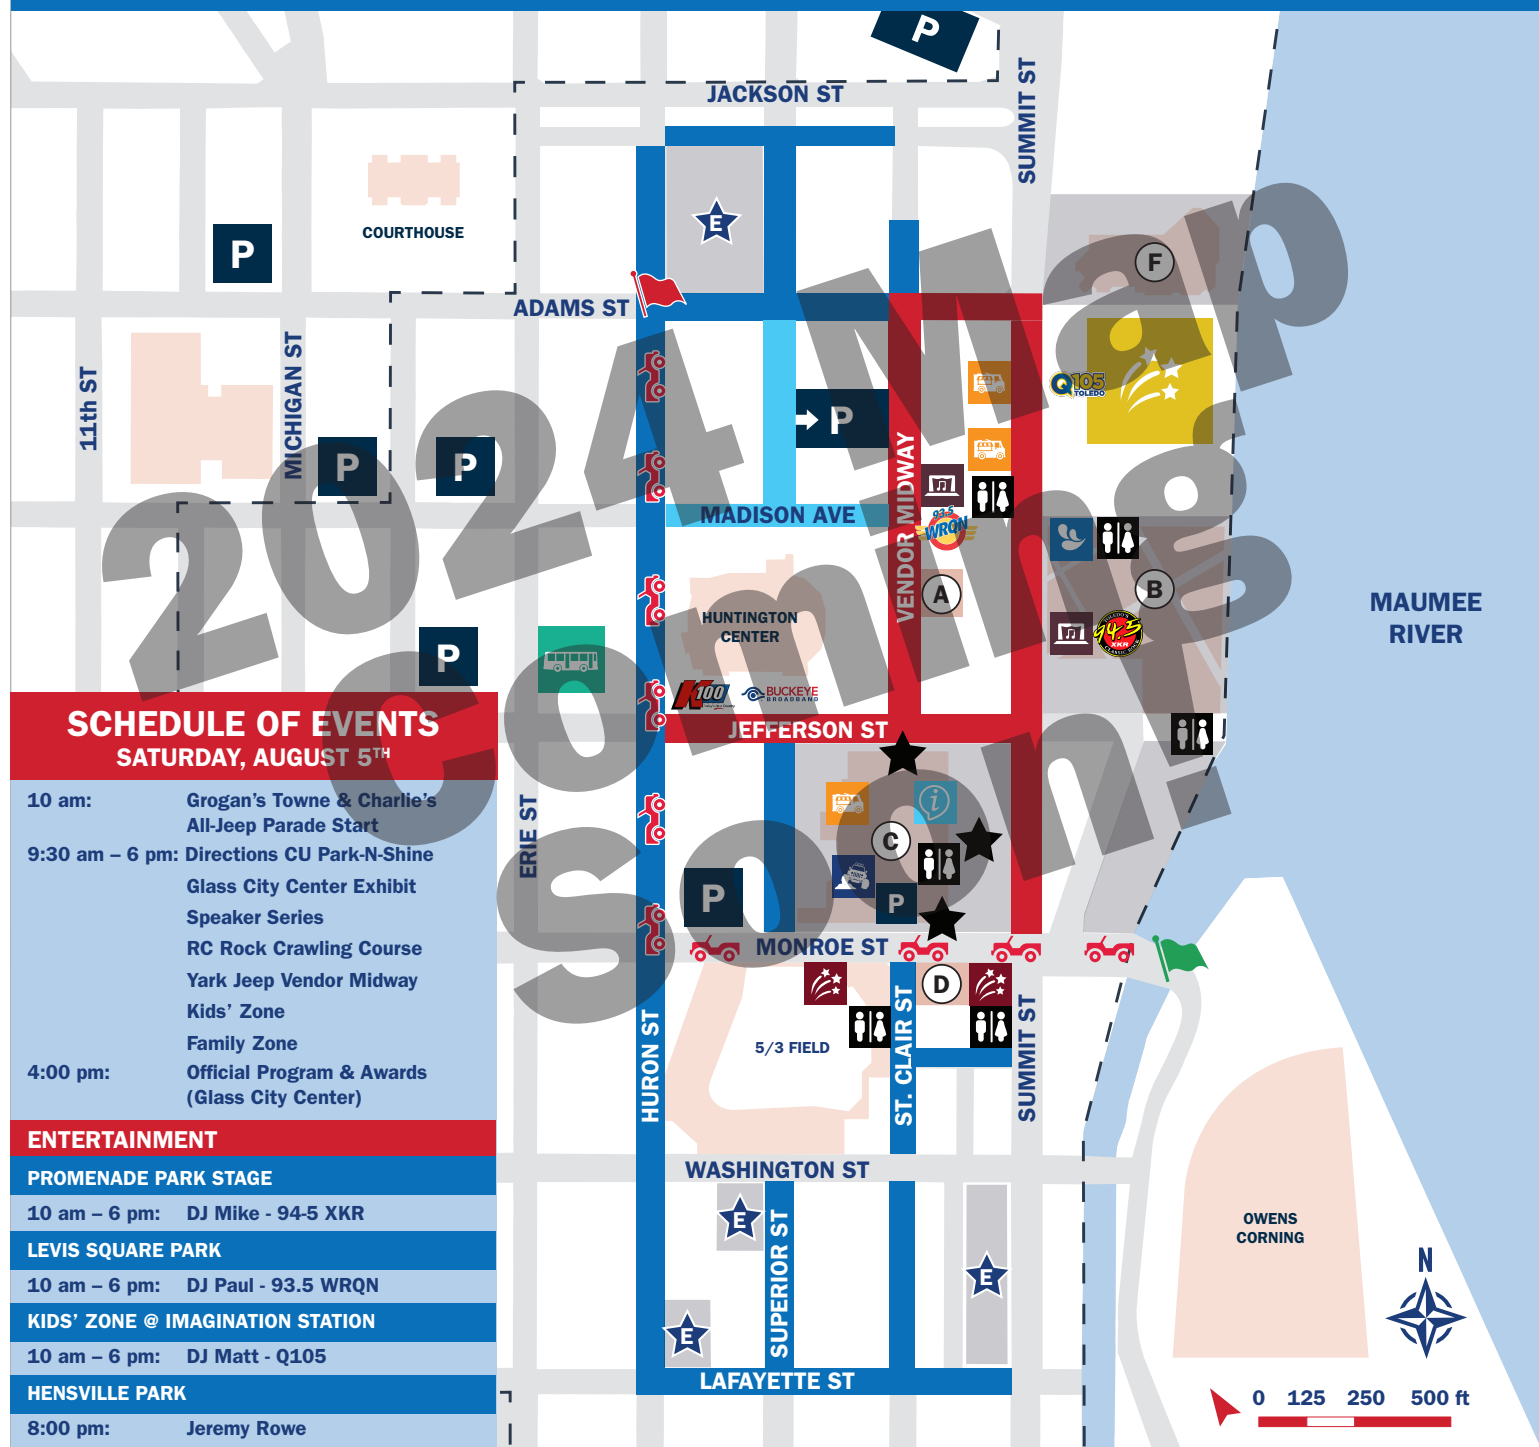 P
JACKSON ST
SUMMIT ST
COURTHOUSE
P
E
F
ADAMS ST
11th ST
MICHIGAN ST
P
P
P
Q105
TOLEDO
VENDOR MIDWAY
MADISON AVE
93.5
WRQN
A
B
HUNTINGTON
CENTER
94.5
XKR
CLASSIC ROCK
MAUMEE
RIVER
P
K100
BUCKEYE
BROADBAND
JEFFERSON ST
2024 Map
coming
soon!
SCHEDULE OF EVENTS
SATURDAY, AUGUST 5TH
10 am: Grogan's Towne & Charlie's
All-Jeep Parade Start
9:30 am – 6 pm: Directions CU Park-N-Shine
Glass City Center Exhibit
Speaker Series
RC Rock Crawling Course
Yark Jeep Vendor Midway
Kids' Zone
Family Zone
4:00 pm: Official Program & Awards
(Glass City Center)
ENTERTAINMENT
PROMENADE PARK STAGE
10 am – 6 pm: DJ Mike - 94-5 XKR
LEVIS SQUARE PARK
10 am – 6 pm: DJ Paul - 93.5 WRQN
KIDS' ZONE @ IMAGINATION STATION
10 am – 6 pm: DJ Matt - Q105
HENSVILLE PARK
8:00 pm: Jeremy Rowe
ERIE ST
i
C
P
P
MONROE ST
D
HURON ST
5/3 FIELD
ST. CLAIR ST
SUMMIT ST
WASHINGTON ST
E
SUPERIOR ST
E
E
LAFAYETTE ST
OWENS
CORNING
N
0 125 250 500 ft